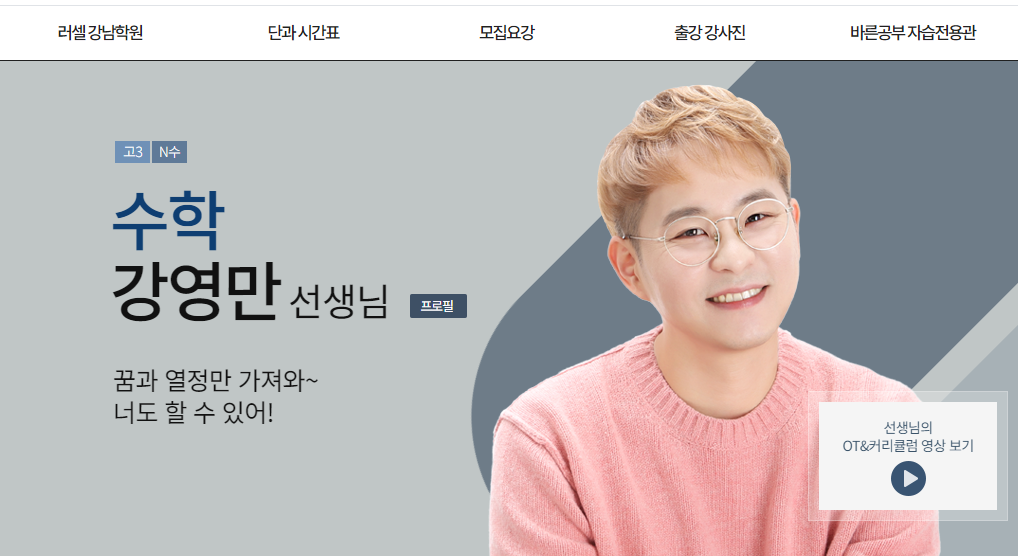 러셀 강남학원
단과 시간표
모집요강
출강 강사진
바른공부 자습전용관
고3
N수
수학
강영만 선생님
프로필
꿈과 열정만 가져와~
너도 할 수 있어!
선생님의
OT&커리큘럼 영상 보기